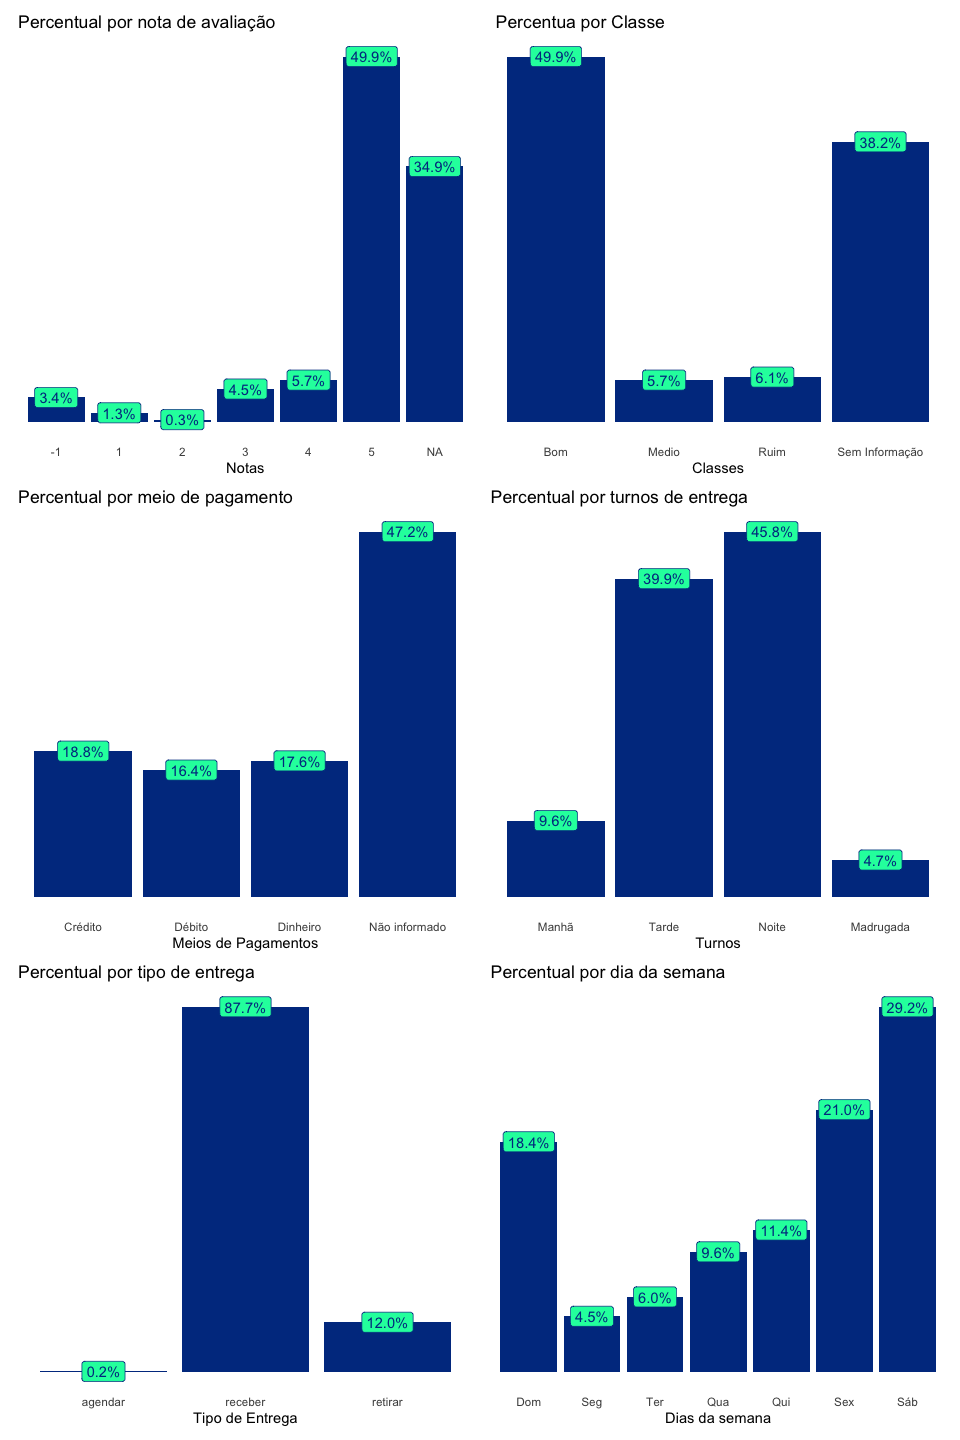 Percentual por nota de avaliação
49.9%
34.9%
3.4%
1.3%
0.3%
4.5%
5.7%
-1 1 2 3 4 5 NA
Notas
Percentua por Classe
49.9%
38.2%
5.7%
6.1%
Bom Medio Ruim Sem Informação
Classes
Percentual por meio de pagamento
47.2%
18.8%
16.4%
17.6%
Crédito Débito Dinheiro Não informado
Meios de Pagamentos
Percentual por turnos de entrega
45.8%
39.9%
9.6%
4.7%
Manhã Tarde Noite Madrugada
Turnos
Percentual por tipo de entrega
87.7%
12.0%
0.2%
agendar receber retirar
Tipo de Entrega
Percentual por dia da semana
29.2%
21.0%
18.4%
11.4%
9.6%
6.0%
4.5%
Dom Seg Ter Qua Qui Sex Sáb
Dias da semana